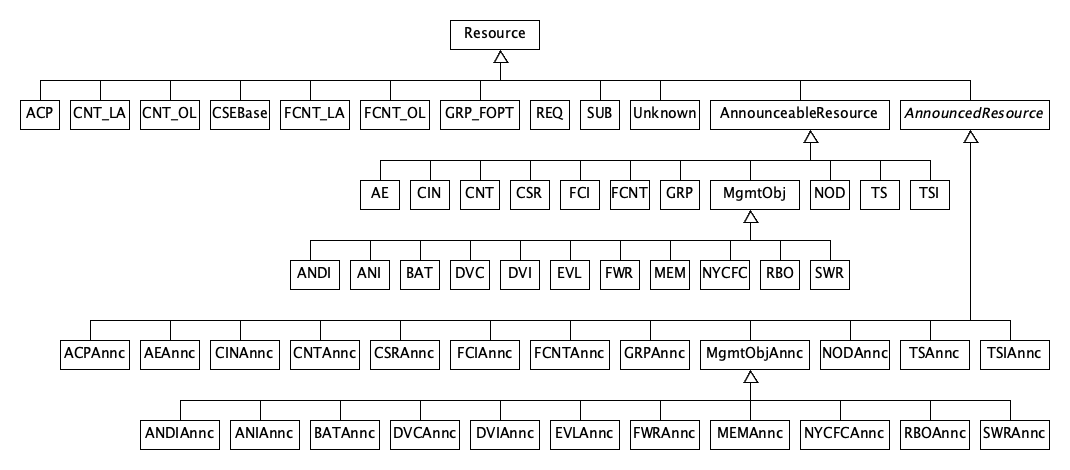 Resource
ACP CNT_LA CNT_OL CSEBase FCNT_LA FCNT_OL GRP_FOPT REQ SUB Unknown AnnounceableResource AnnouncedResource
AE CIN CNT CSR FCI FCNT GRP MgmtObj NOD TS TSI
ANDI ANI BAT DVC DVI EVL FWR MEM NYCFC RBO SWR
ACPAnnc AEAnnc CINAnnc CNTAnnc CSRAnnc FCIAnnc FCNTAnnc GRPAnnc MgmtObjAnnc NODAnnc TSAnnc TSIAnnc
ANDIAnnc ANIAnnc BATAnnc DVCAnnc DVIAnnc EVLAnnc FWRAnnc MEMAnnc NYCFCAnnc RBOAnnc SWRAnnc